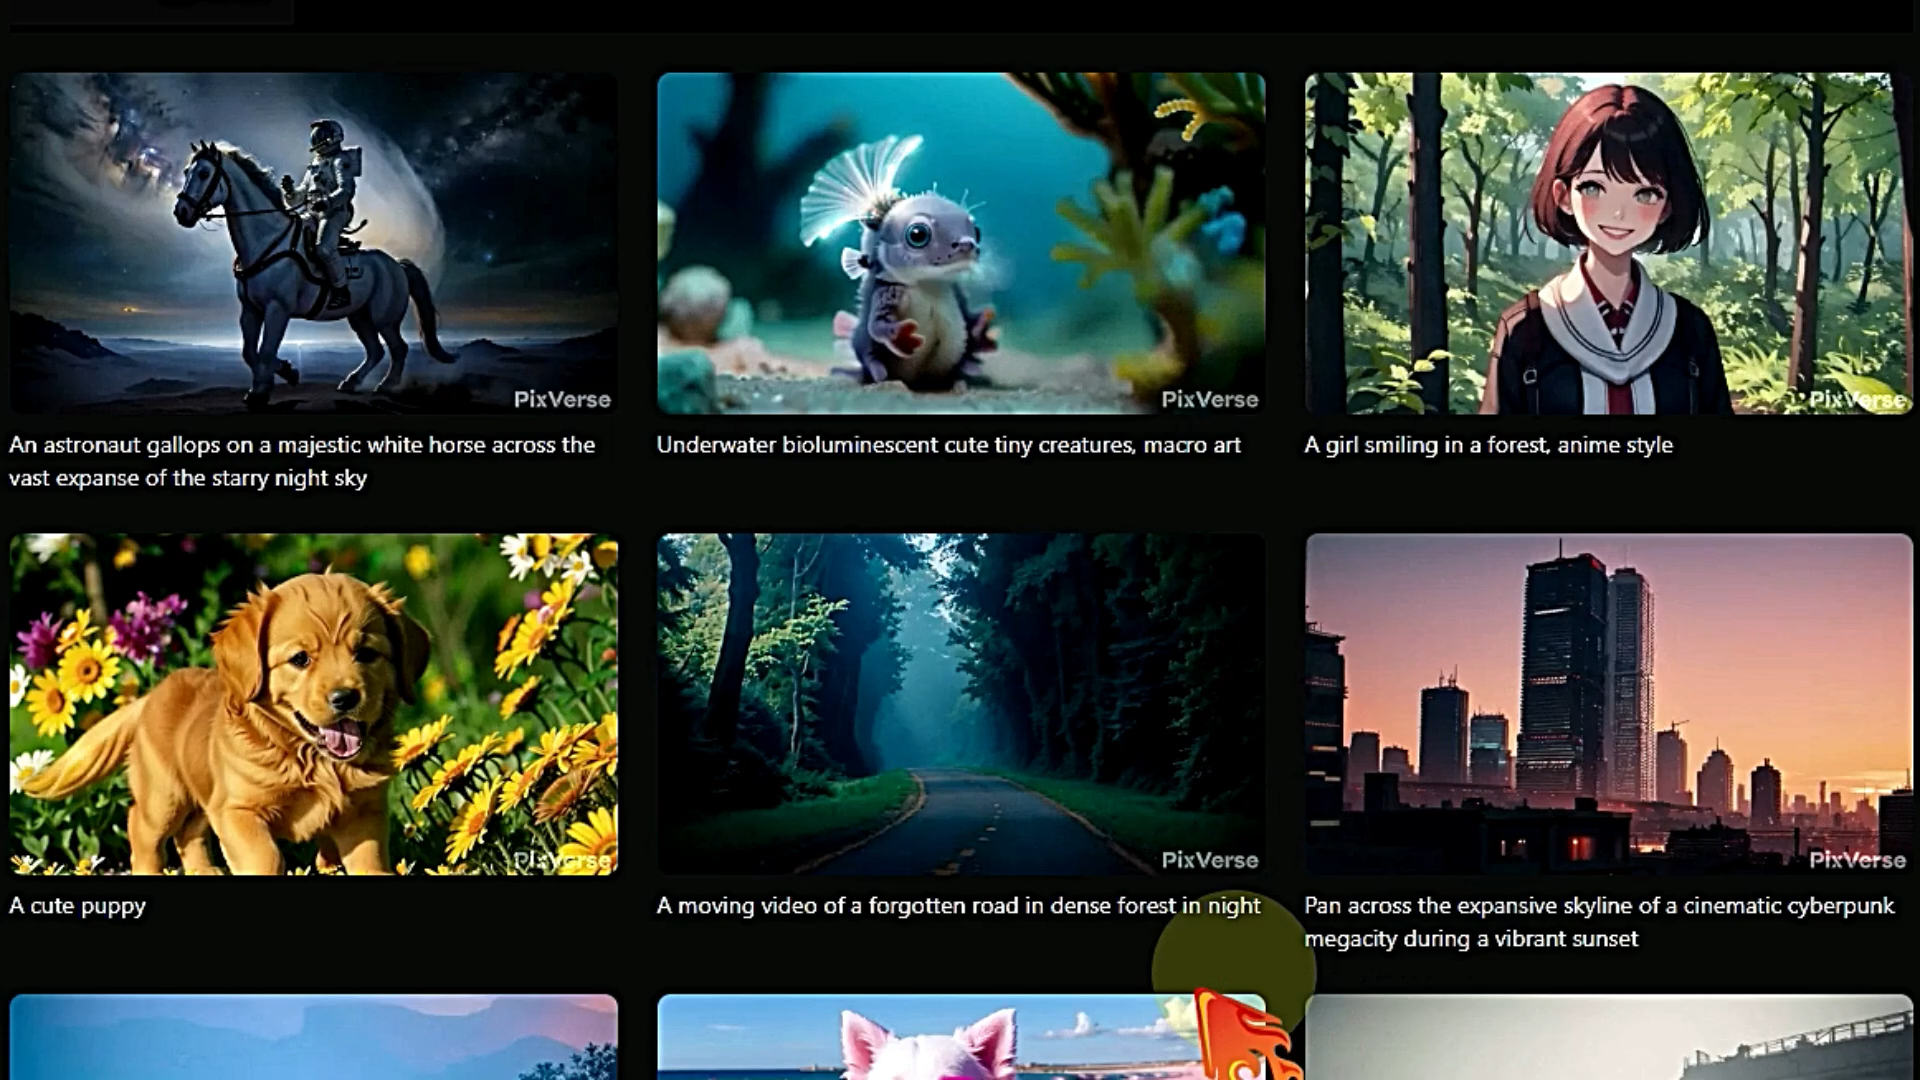 PixVerse
PixVerse
PixVerse
An astronaut gallops on a majestic white horse across the
vast expanse of the starry night sky
Underwater bioluminescent cute tiny creatures, macro art
A girl smiling in a forest, anime style
PixVerse
PixVerse
PixVerse
A cute puppy
A moving video of a forgotten road in dense forest in night
Pan across the expansive skyline of a cinematic cyberpunk
megacity during a vibrant sunset